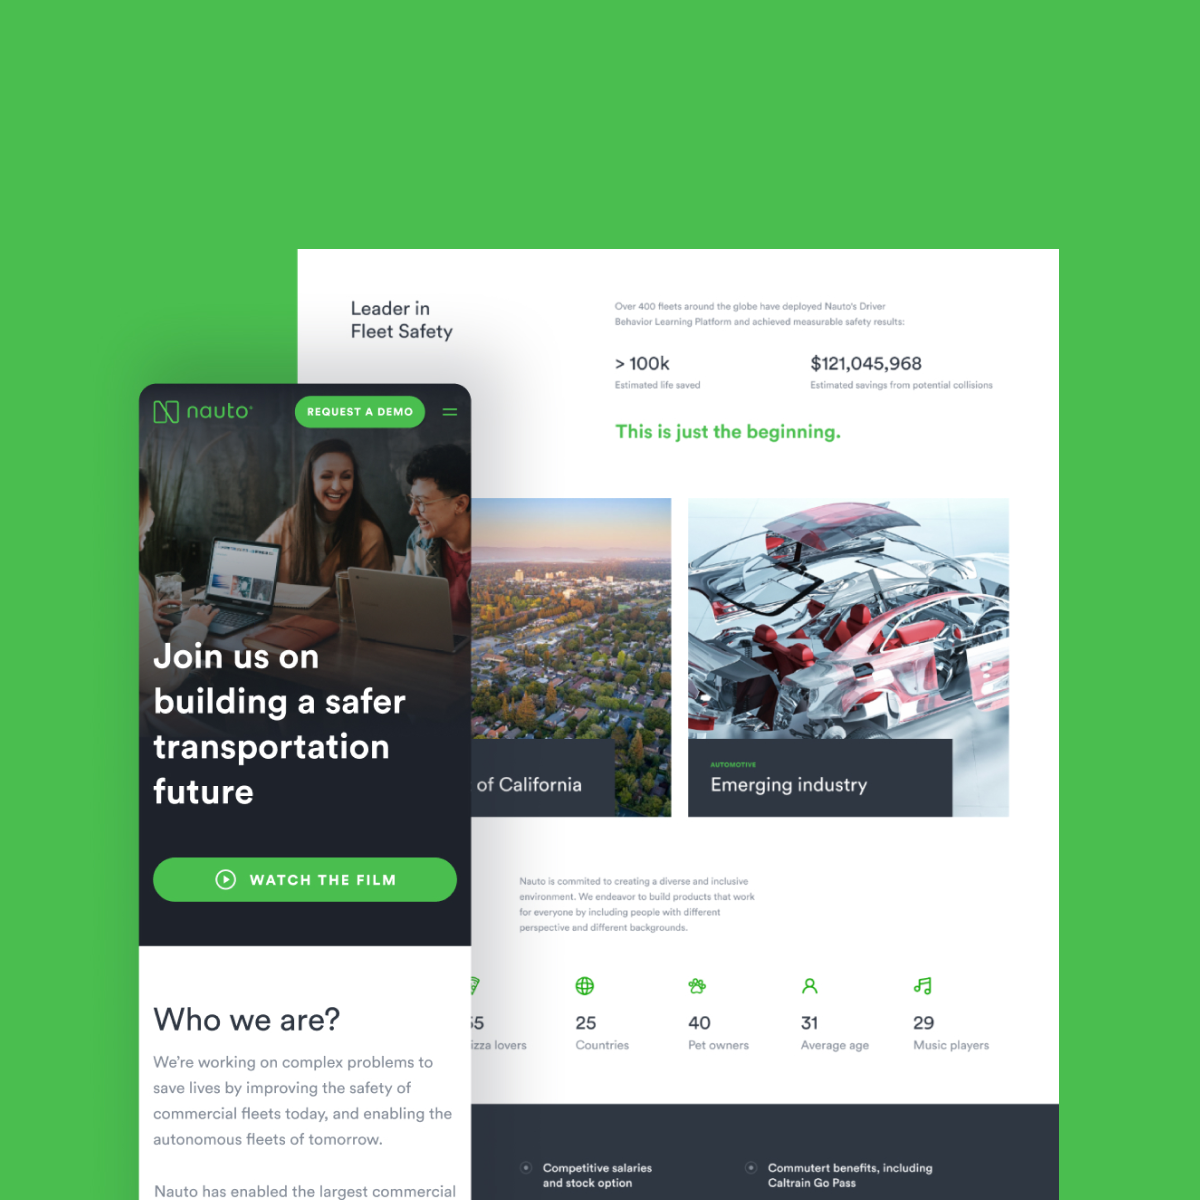 Leader in
Fleet Safety
Over 400 fleets around the globe have deployed Nauto's Driver
Behavior Learning Platform and achieved measurable safety results:
> 100k
Estimated life saved
$121,045,968
Estimated savings from potential collisions
This is just the beginning.
nauto
REQUEST A DEMO
Join us on
building a safer
transportation
future
WATCH THE FILM
Who we are?
We're working on complex problems to
save lives by improving the safety of
commercial fleets today, and enabling the
autonomous fleets of tomorrow.
Nauto has enabled the largest commercial
of California
AUTOMOTIVE
Emerging industry
Nauto is commited to creating a diverse and inclusive
environment. We endeavor to build products that work
for everyone by including people with different
perspective and different backgrounds.
55
izza lovers
25
Countries
40
Pet owners
31
Average age
29
Music players
Competitive salaries
and stock option
Commutert benefits, including
Caltrain Go Pass